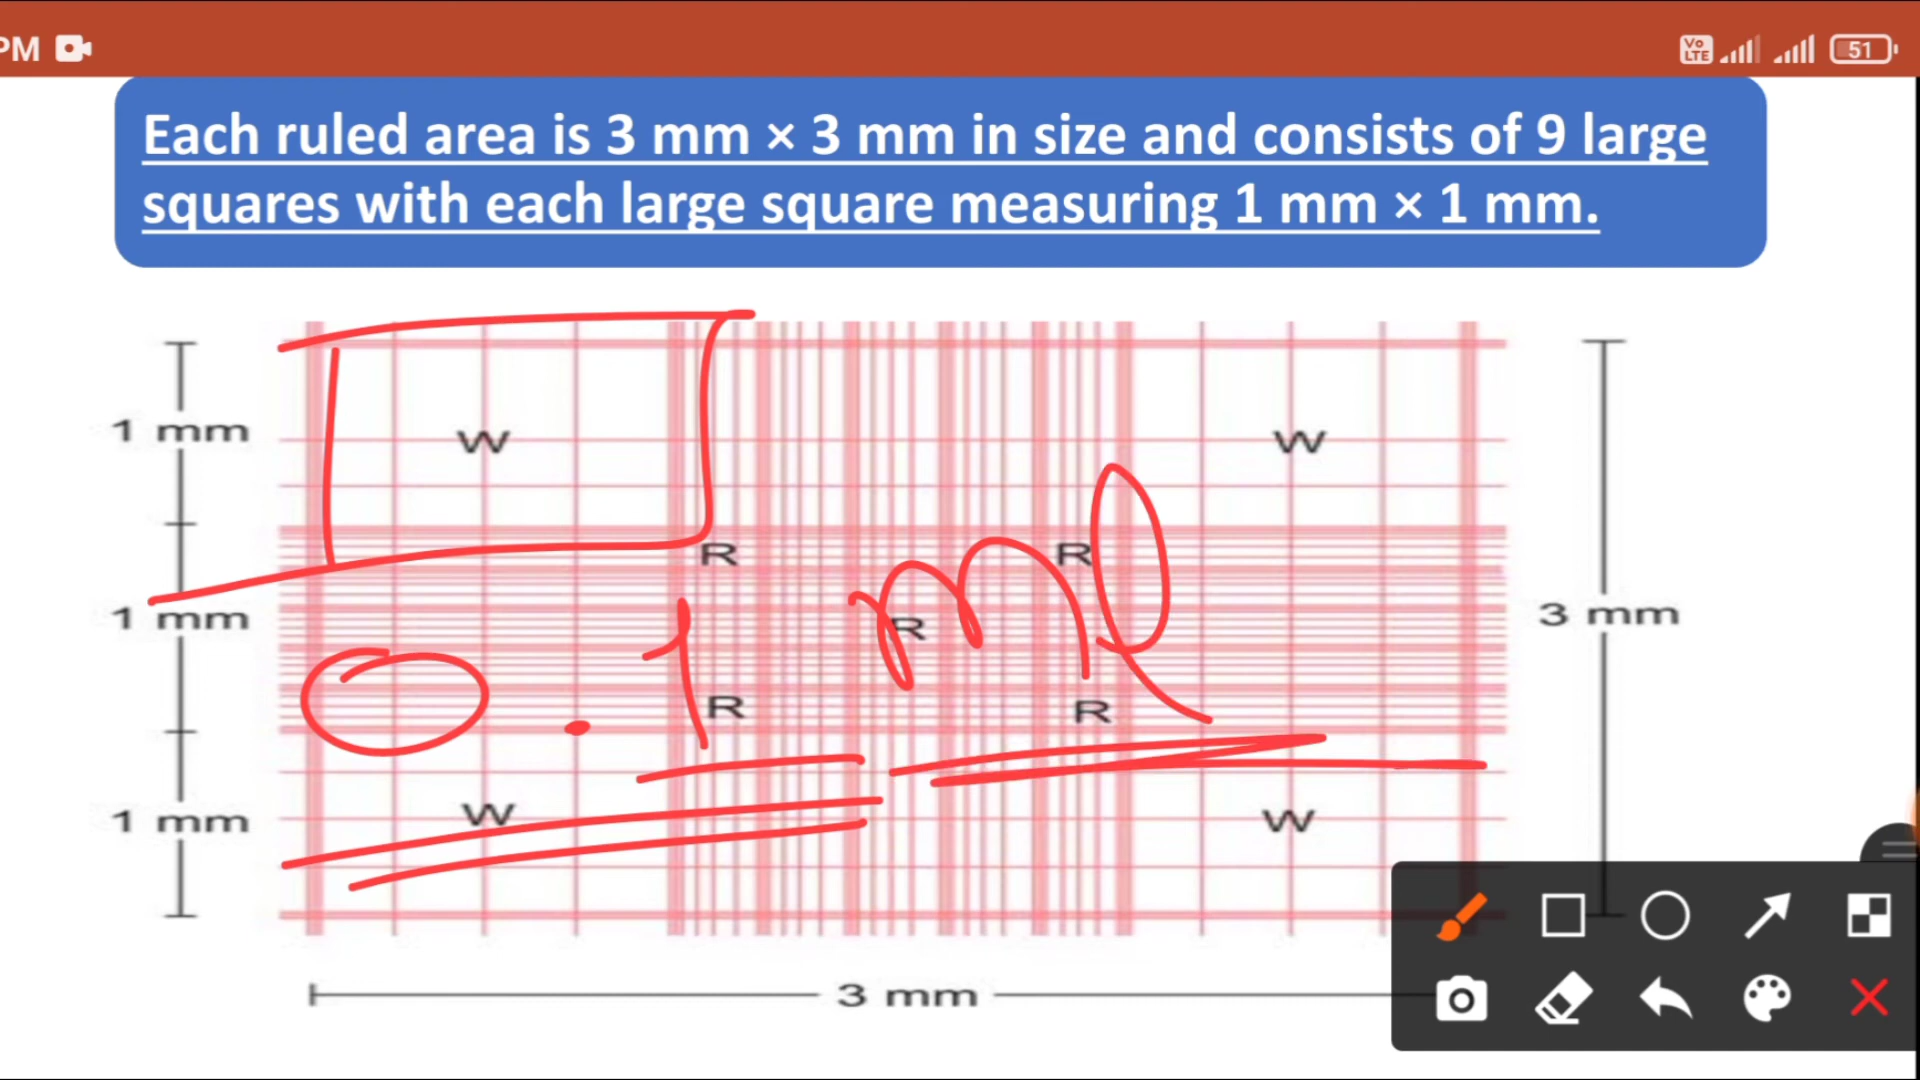 PM
Vo LTE 51
Each ruled area is 3 mm × 3 mm in size and consists of 9 large
squares with each large square measuring 1 mm × 1 mm.
1 mm W W
R R
1 mm R 3 mm
0.1 ml
R R
1 mm W W
3 mm